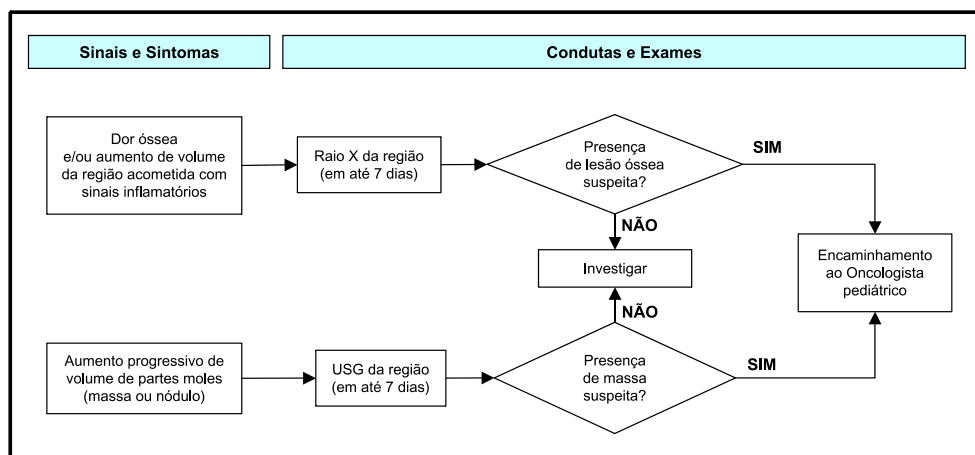 Sinais e Sintomas
Condutas e Exames
Dor óssea
e/ou aumento de volume
da região acometida com
sinais inflamatórios
Raio X da região
(em até 7 dias)
Presença
de lesão óssea
suspeita?
SIM
NÃO
Investigar
Encaminhamento
ao Oncologista
pediátrico
NÃO
Aumento progressivo de
volume de partes moles
(massa ou nódulo)
USG da região
(em até 7 dias)
Presença
de massa
suspeita?
SIM